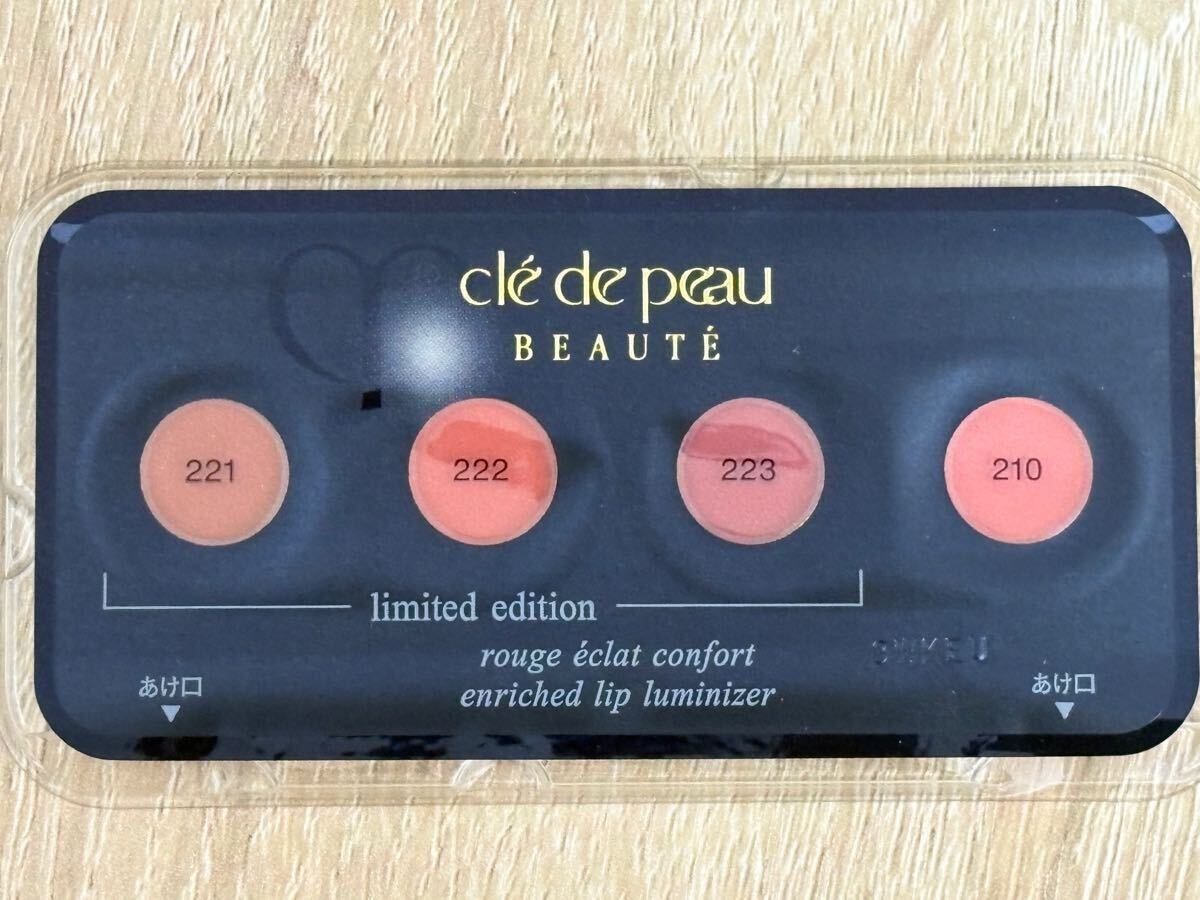 clé de peau
BEAUTÉ
221
222
223
210
limited edition
rouge éclat confort
enriched lip luminizer
あけ口
あけ口